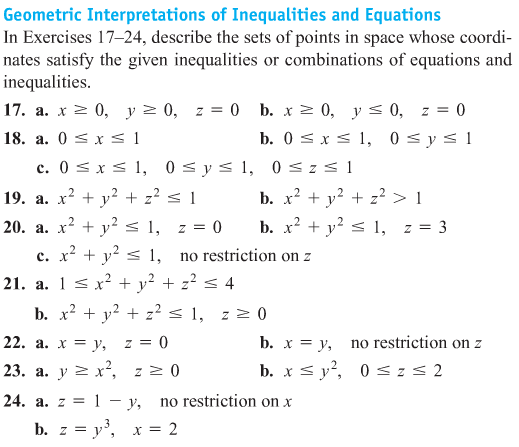 Geometric Interpretations of Inequalities and Equations
In Exercises 17–24, describe the sets of points in space whose coordi-
nates satisfy the given inequalities or combinations of equations and
inequalities.
17. a. x ≥ 0, y ≥ 0, z = 0 b. x ≥ 0, y ≤ 0, z = 0
18. a. 0 ≤ x ≤ 1 b. 0 ≤ x ≤ 1, 0 ≤ y ≤ 1
c. 0 ≤ x ≤ 1, 0 ≤ y ≤ 1, 0 ≤ z ≤ 1
19. a. x² + y² + z² ≤ 1 b. x² + y² + z² > 1
20. a. x² + y² ≤ 1, z = 0 b. x² + y² ≤ 1, z = 3
c. x² + y² ≤ 1, no restriction on z
21. a. 1 ≤ x² + y² + z² ≤ 4
b. x² + y² + z² ≤ 1, z ≥ 0
22. a. x = y, z = 0 b. x = y, no restriction on z
23. a. y ≥ x², z ≥ 0 b. x ≤ y², 0 ≤ z ≤ 2
24. a. z = 1 − y, no restriction on x
b. z = y³, x = 2